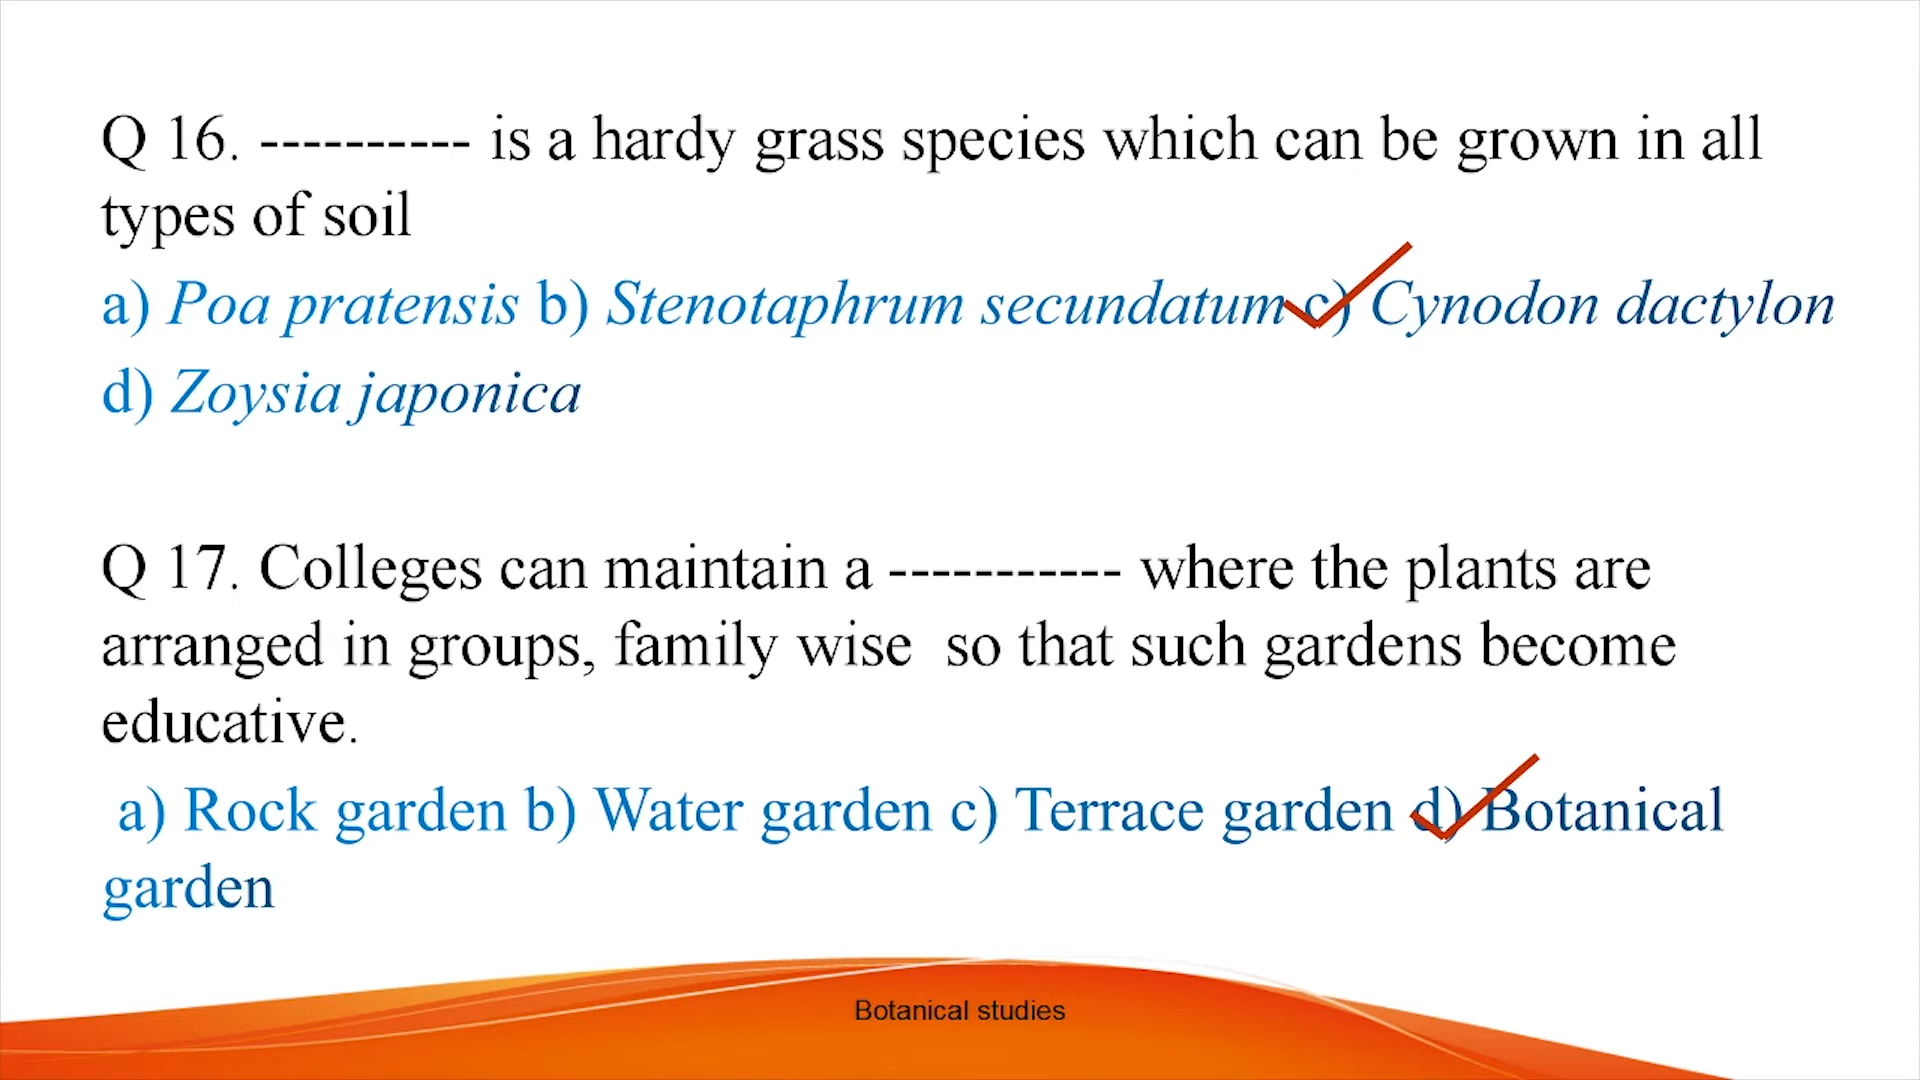 Q 16. ---------- is a hardy grass species which can be grown in all
types of soil
a) Poa pratensis b) Stenotaphrum secundatum c) Cynodon dactylon
d) Zoysia japonica
Q 17. Colleges can maintain a ----------- where the plants are
arranged in groups, family wise  so that such gardens become
educative.
a) Rock garden b) Water garden c) Terrace garden d) Botanical
garden
Botanical studies